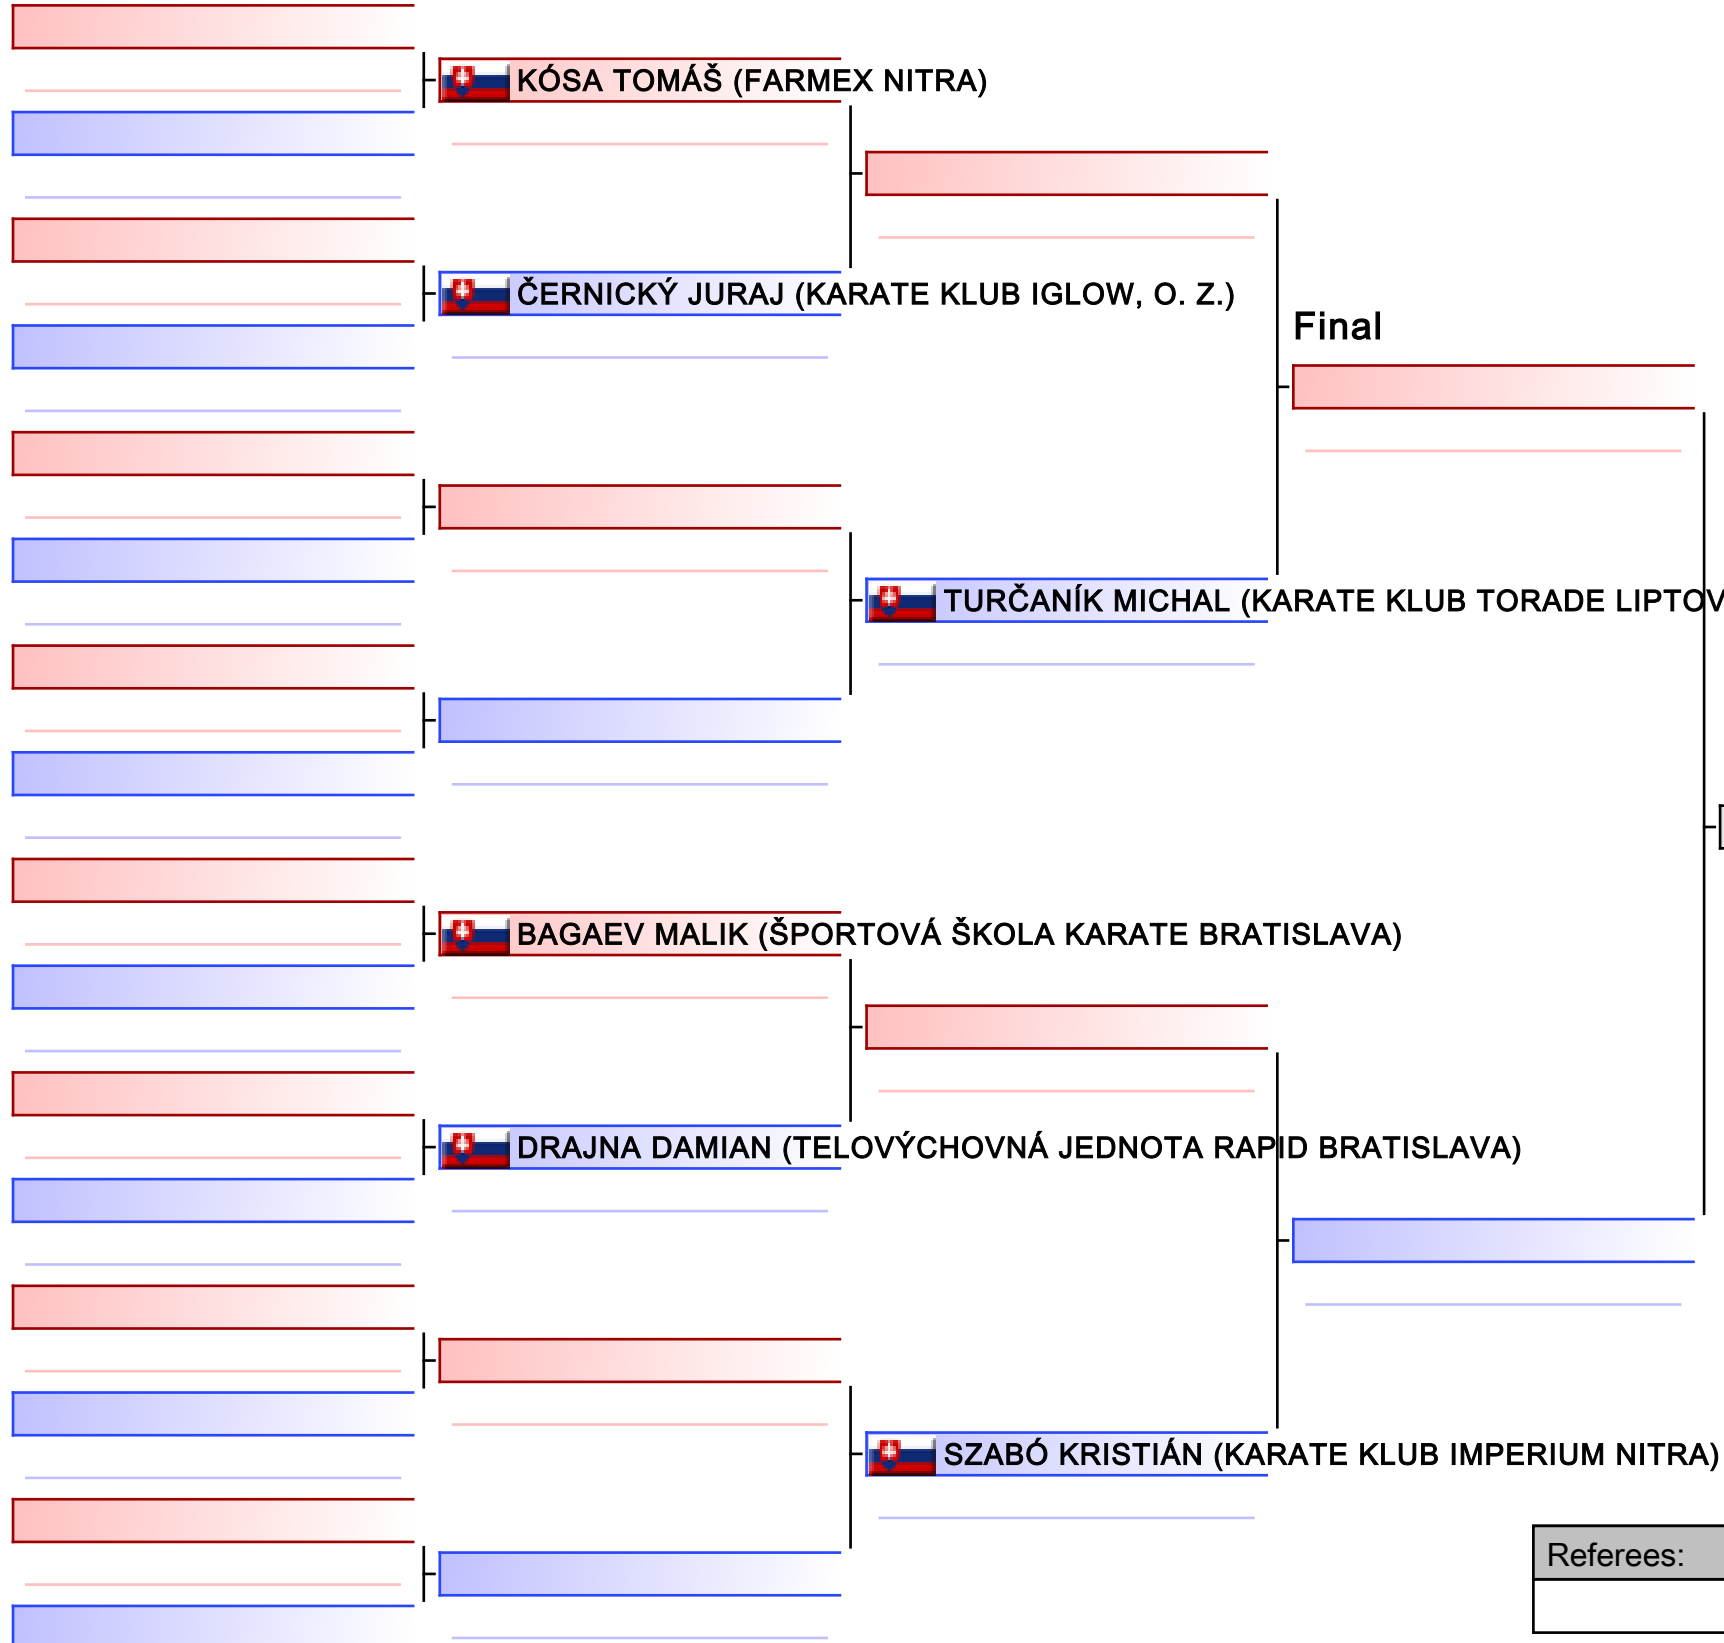 KÓSA TOMÁŠ (FARMEX NITRA)
ČERNICKÝ JURAJ (KARATE KLUB IGLOW, O. Z.)
Final
TURČANÍK MICHAL (KARATE KLUB TORADE LIPTOV
BAGAEV MALIK (ŠPORTOVÁ ŠKOLA KARATE BRATISLAVA)
DRAJNA DAMIAN (TELOVÝCHOVNÁ JEDNOTA RAPID BRATISLAVA)
SZABÓ KRISTIÁN (KARATE KLUB IMPERIUM NITRA)
Referees: